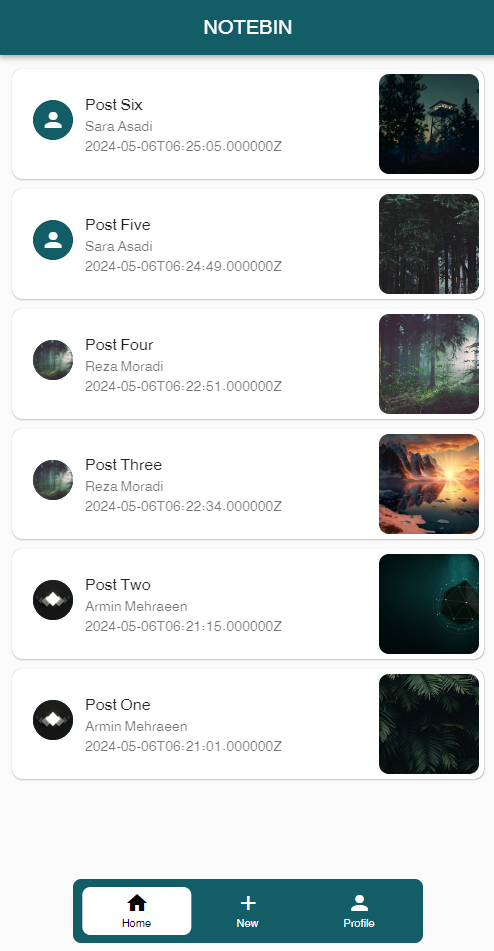 NOTEBIN
Post Six
Sara Asadi
2024-05-06T06:25:05.000000Z
Post Five
Sara Asadi
2024-05-06T06:24:49.000000Z
Post Four
Reza Moradi
2024-05-06T06:22:51.000000Z
Post Three
Reza Moradi
2024-05-06T06:22:34.000000Z
Post Two
Armin Mehraeen
2024-05-06T06:21:15.000000Z
Post One
Armin Mehraeen
2024-05-06T06:21:01.000000Z
Home New Profile